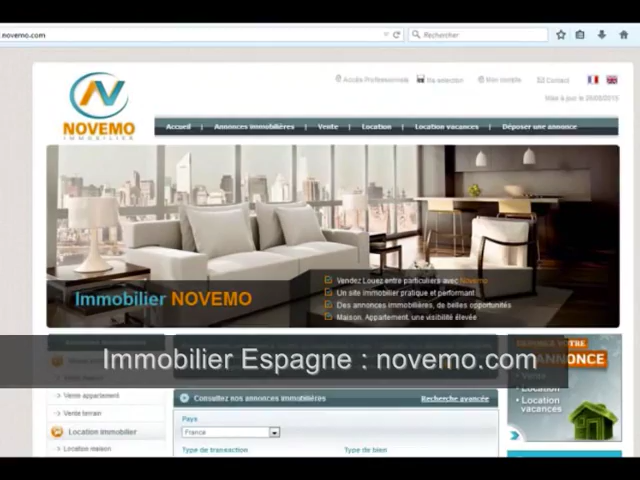 novemo.com
Rechercher
Accès Professionnels
Ma sélection
Mon compte
Contact
NOVEMO
IMMOBILIER
Accueil | Annonces immobilières | Vente | Location | Location vacances | Déposer une annonce
Vendez Louez entre particuliers avec Novemo
Un site immobilier pratique et performant
Des annonces immobilières, de belles opportunités
Maison, Appartement, une visibilité élevée
Immobilier NOVEMO
Immobilier Espagne : novemo.com
Vente appartement
Vente terrain
Location immobilier
Location maison
Consultez nos annonces immobilières
Recherche avancée
Pays
France
Type de transaction
Type de bien
ANNONCE
Location
Location
vacances